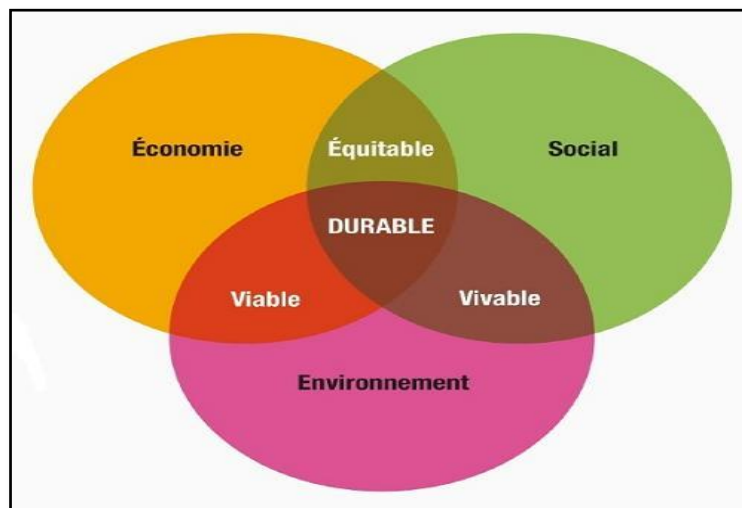 Économie
Équitable
Social
DURABLE
Viable
Vivable
Environnement